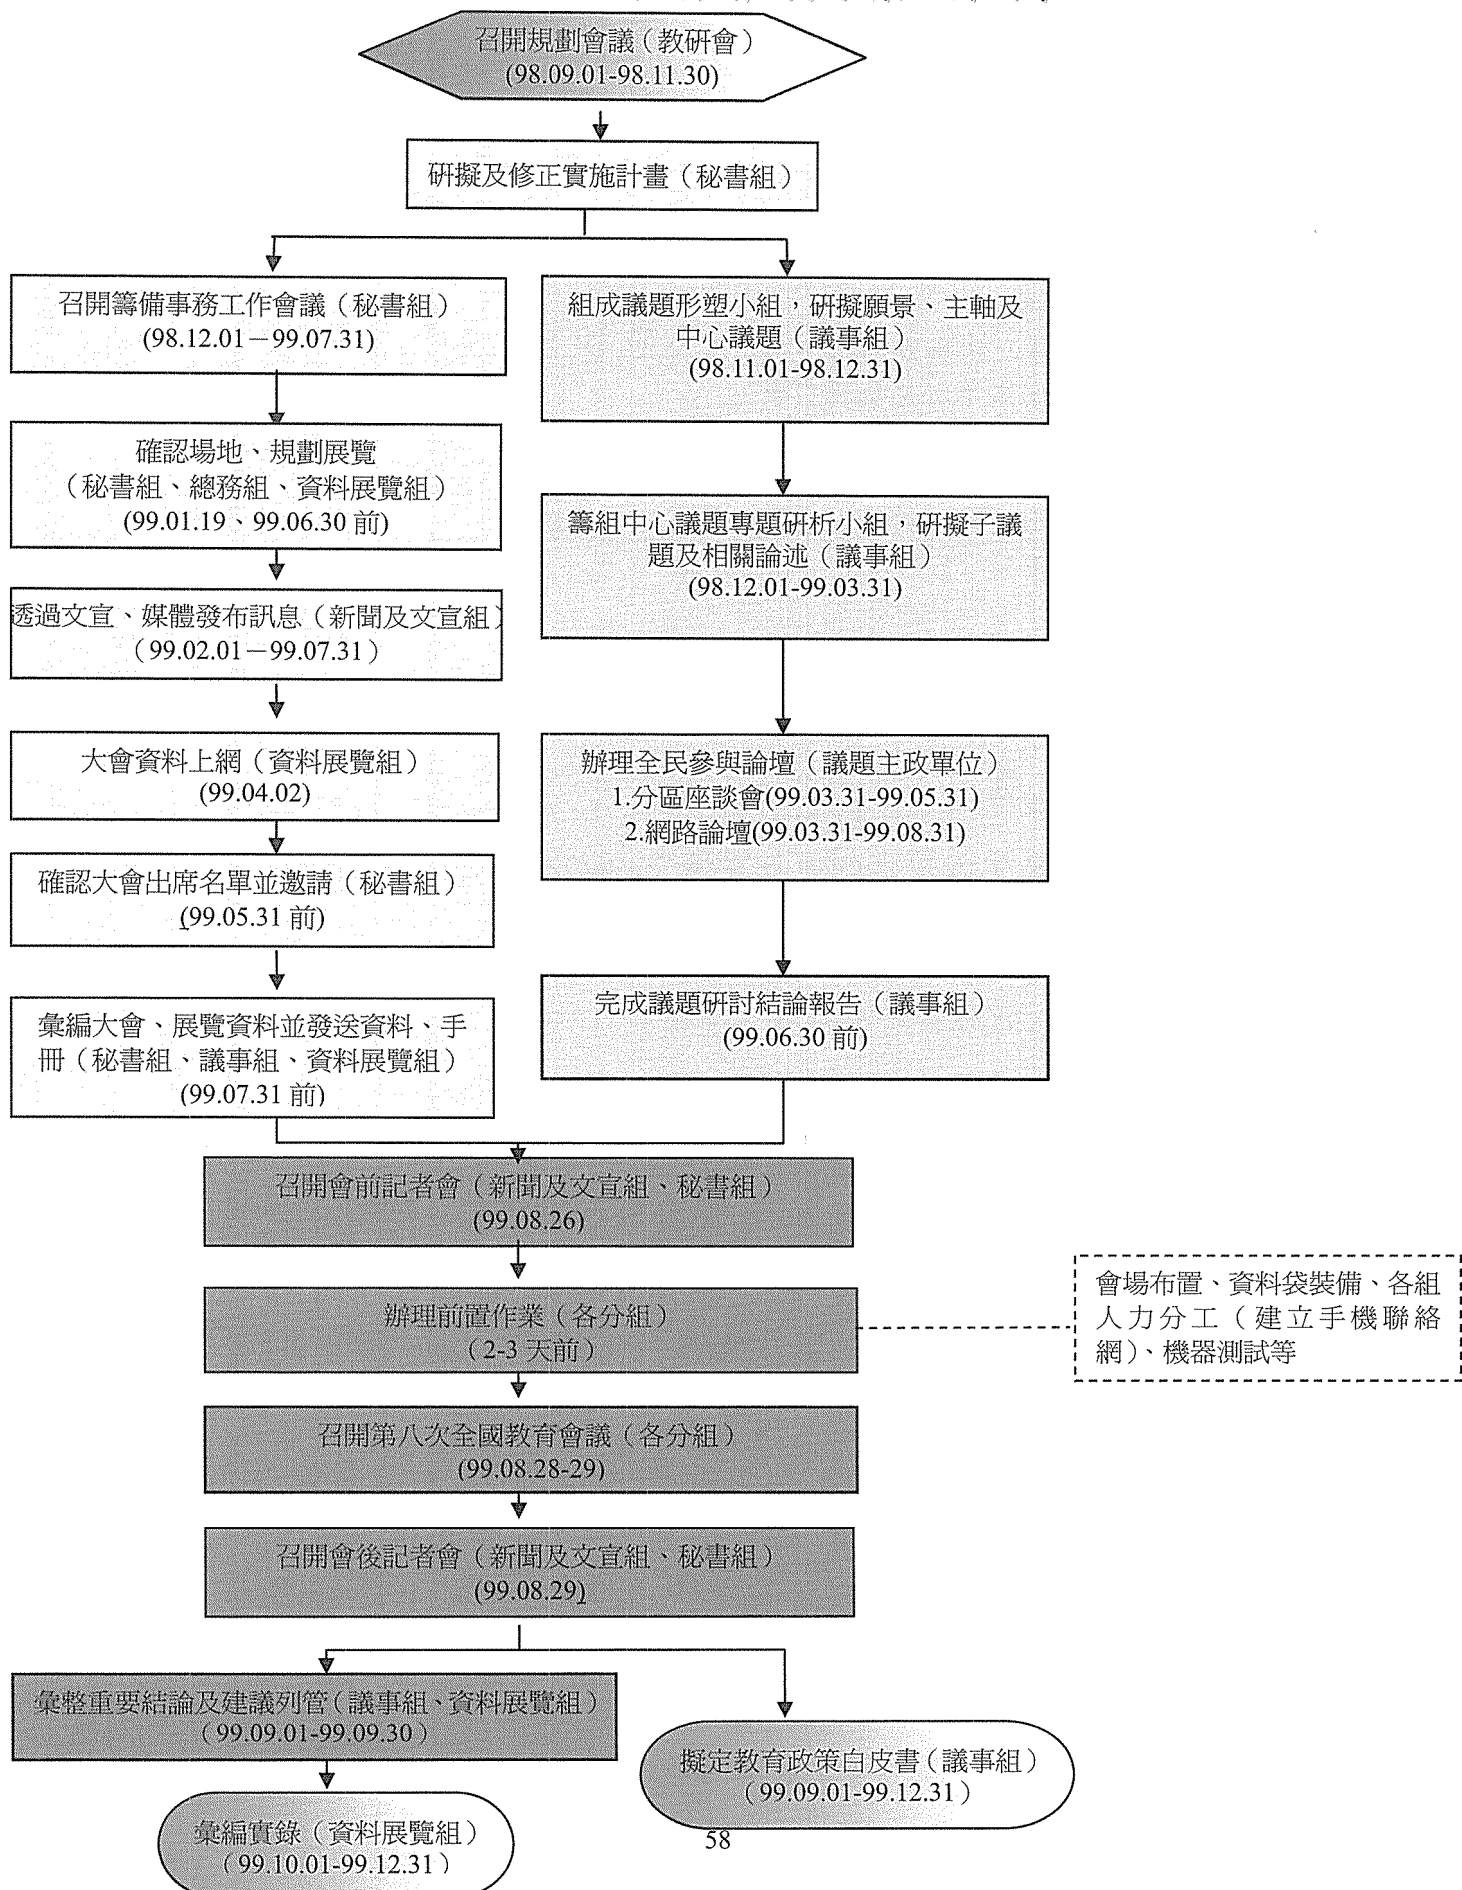 召開規劃會議（教研會）
(98.09.01-98.11.30)
研擬及修正實施計畫（秘書組）
召開籌備事務工作會議（秘書組）
(98.12.01－99.07.31)
確認場地、規劃展覽
（秘書組、總務組、資料展覽組）
(99.01.19、99.06.30 前)
透過文宣、媒體發布訊息（新聞及文宣組）
（99.02.01－99.07.31）
大會資料上網（資料展覽組）
(99.04.02)
確認大會出席名單並邀請（秘書組）
(99.05.31 前)
彙編大會、展覽資料並發送資料、手
冊（秘書組、議事組、資料展覽組）
(99.07.31 前)
組成議題形塑小組，研擬願景、主軸及
中心議題（議事組）
(98.11.01-98.12.31)
籌組中心議題專題研析小組，研擬子議
題及相關論述（議事組）
(98.12.01-99.03.31)
辦理全民參與論壇（議題主政單位）
1.分區座談會(99.03.31-99.05.31)
2.網路論壇(99.03.31-99.08.31)
完成議題研討結論報告（議事組）
(99.06.30 前)
召開會前記者會（新聞及文宣組、秘書組）
(99.08.26)
辦理前置作業（各分組）
（2-3 天前）
會場布置、資料袋裝備、各組
人力分工（建立手機聯絡
網）、機器測試等
召開第八次全國教育會議（各分組）
(99.08.28-29)
召開會後記者會（新聞及文宣組、秘書組）
(99.08.29)
彙整重要結論及建議列管（議事組、資料展覽組）
（99.09.01-99.09.30）
擬定教育政策白皮書（議事組）
（99.09.01-99.12.31）
彙編實錄（資料展覽組）
（99.10.01-99.12.31）
58